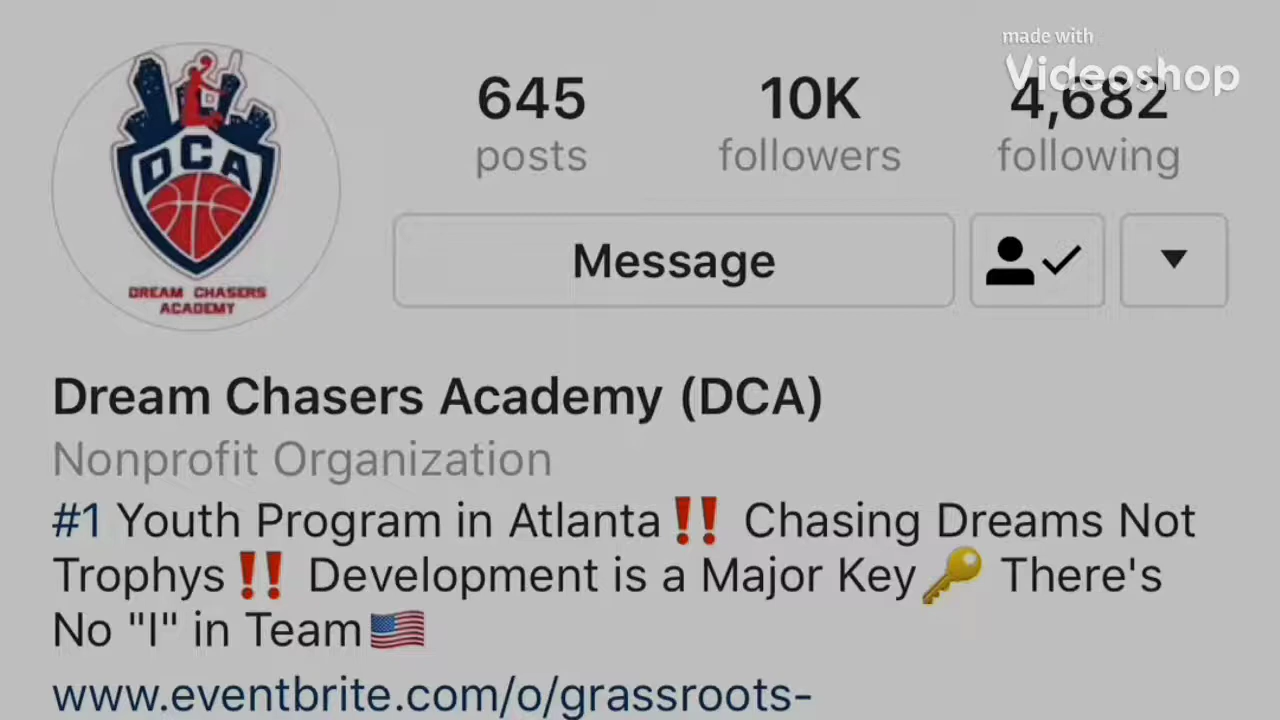 made with
Videoshop
645
10K
4,682
posts
followers
following
Message
DCA
DREAM CHASERS
ACADEMY
Dream Chasers Academy (DCA)
Nonprofit Organization
#1 Youth Program in Atlanta‼️ Chasing Dreams Not
Trophys‼️ Development is a Major Key🔑 There's
No "I" in Team🇺🇸
www.eventbrite.com/o/grassroots-